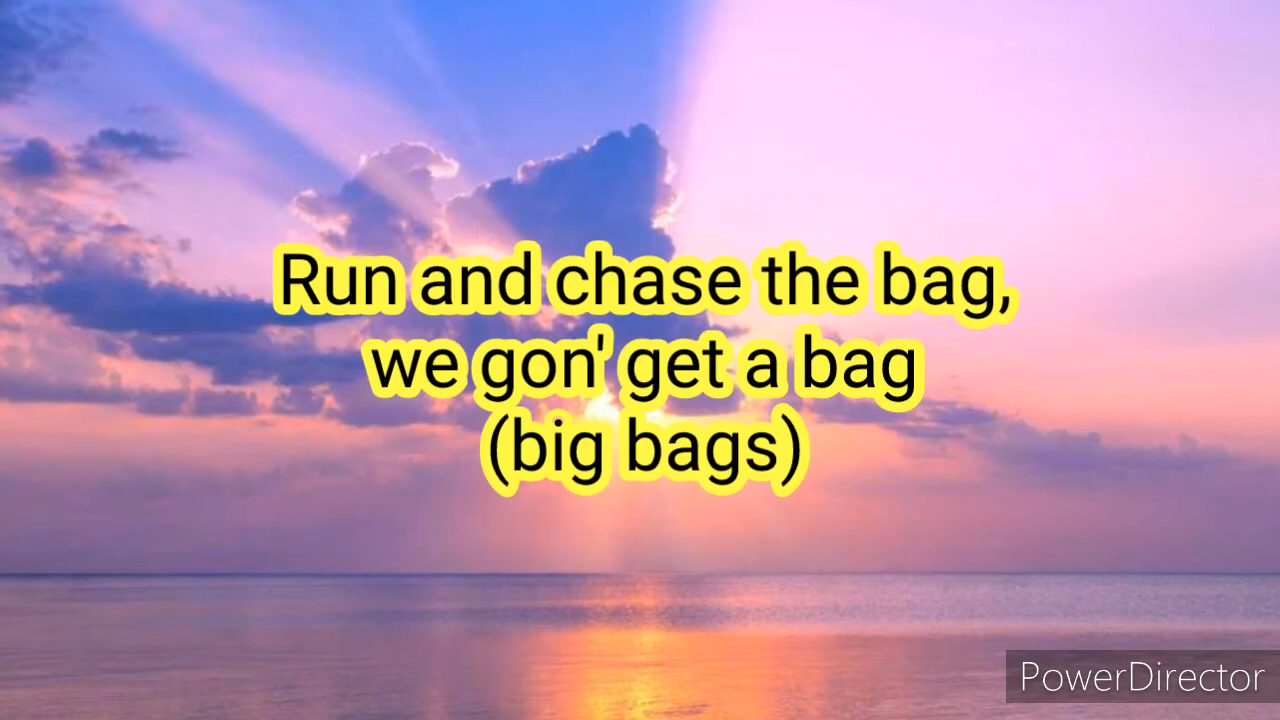 Run and chase the bag,
we gon' get a bag
(big bags)
PowerDirector